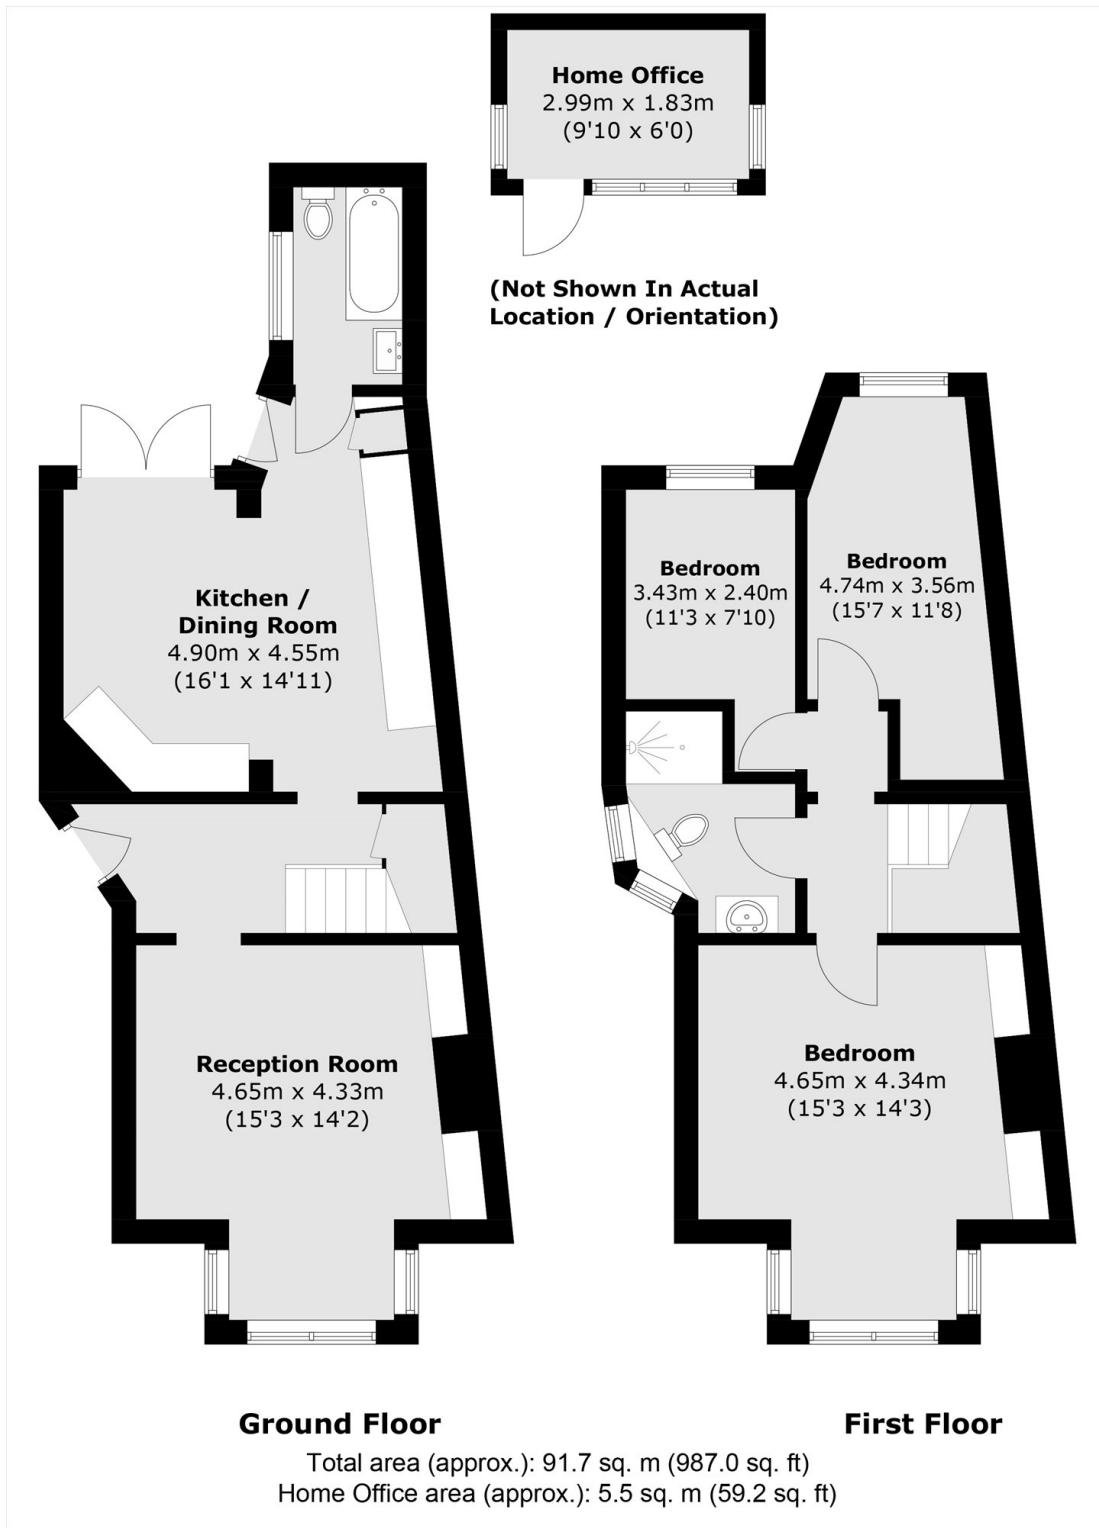 Home Office
2.99m x 1.83m
(9'10 x 6'0)
(Not Shown In Actual
Location / Orientation)
Kitchen /
Dining Room
4.90m x 4.55m
(16'1 x 14'11)
Bedroom
3.43m x 2.40m
(11'3 x 7'10)
Bedroom
4.74m x 3.56m
(15'7 x 11'8)
Reception Room
4.65m x 4.33m
(15'3 x 14'2)
Bedroom
4.65m x 4.34m
(15'3 x 14'3)
Ground Floor
First Floor
Total area (approx.): 91.7 sq. m (987.0 sq. ft)
Home Office area (approx.): 5.5 sq. m (59.2 sq. ft)